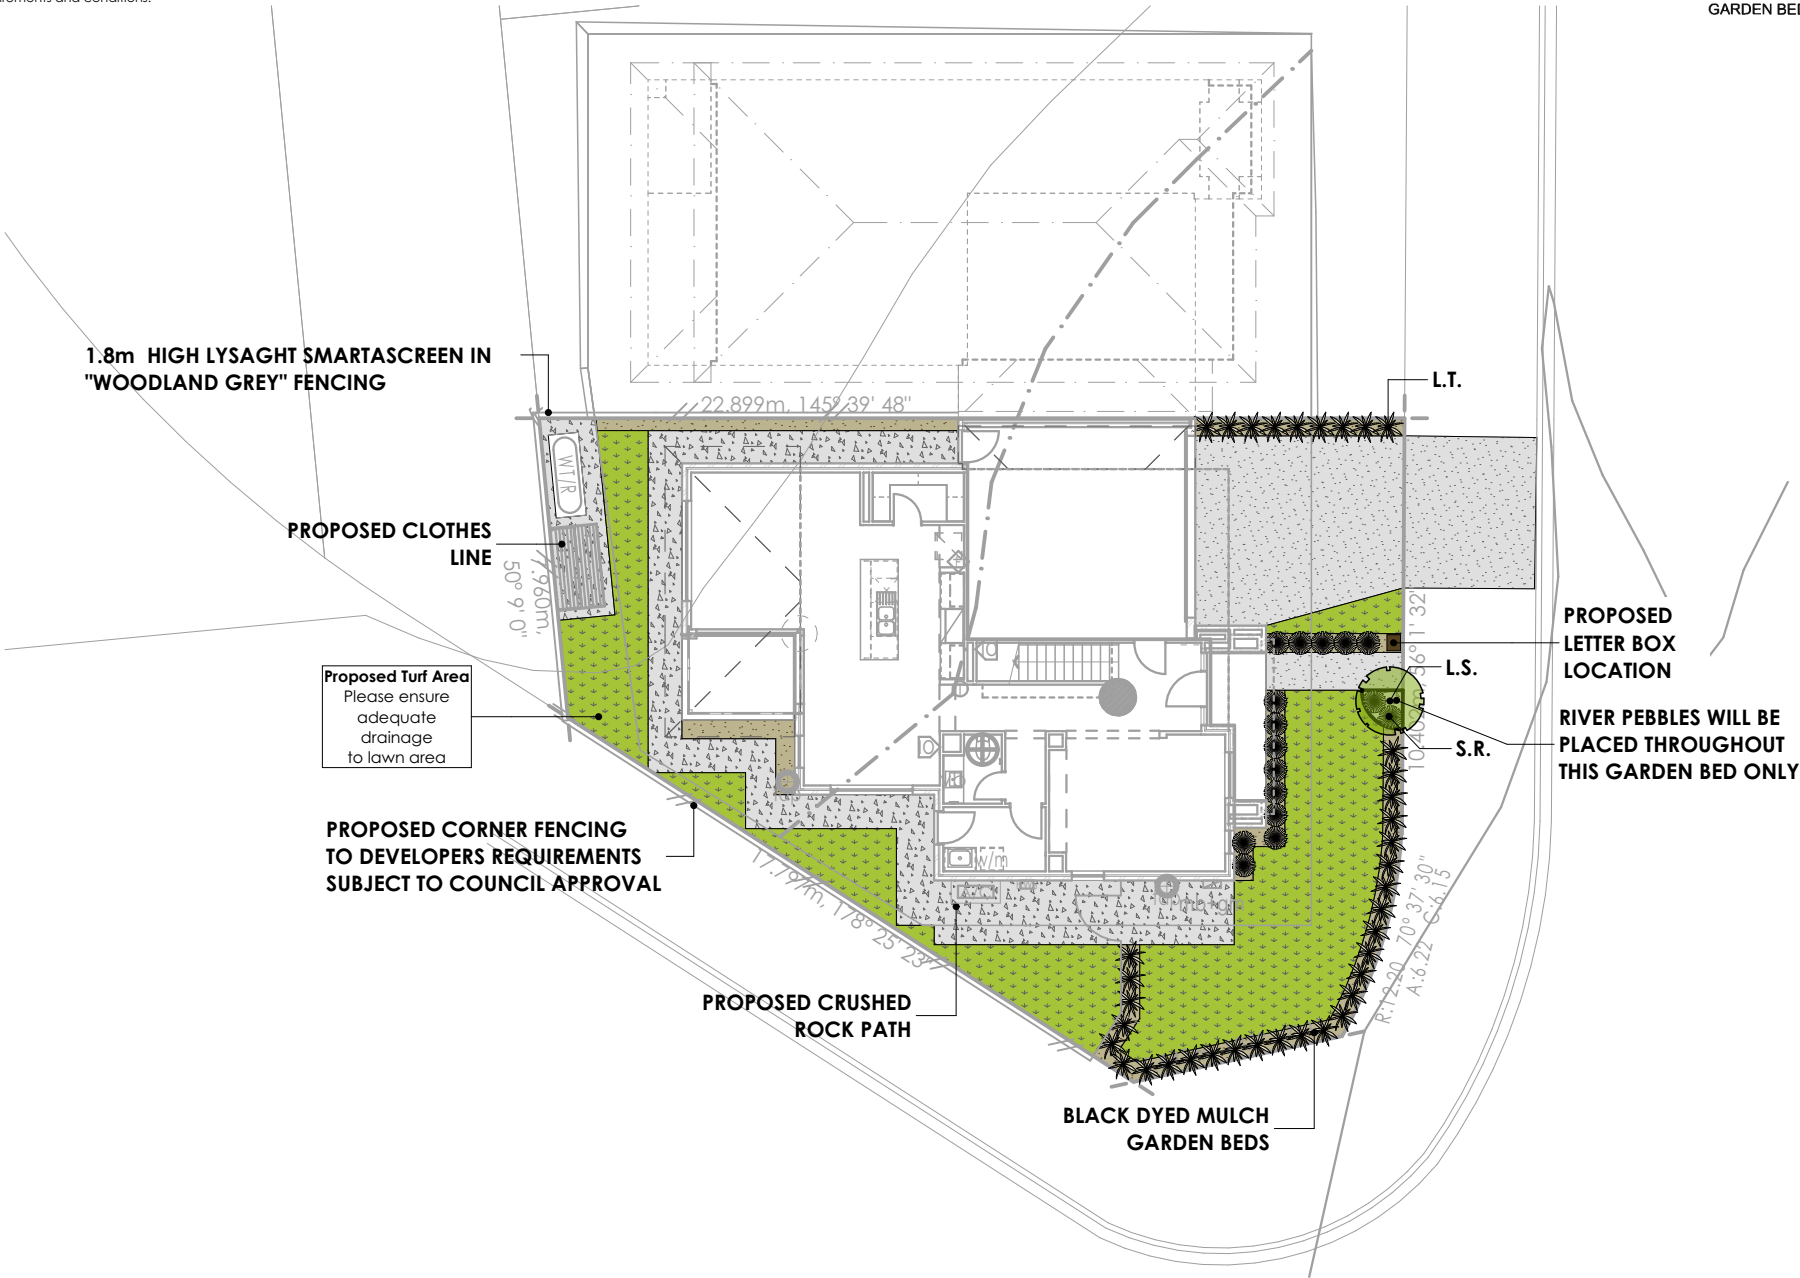 GARDEN BED
1.8m HIGH LYSAGHT SMARTASCREEN IN
"WOODLAND GREY" FENCING
22.899m, 145° 39' 48"
L.T.
WT/R
PROPOSED CLOTHES
LINE
7.960m,
50° 9' 0"
PROPOSED
LETTER BOX
LOCATION
L.S.
Proposed Turf Area
Please ensure
adequate
drainage
to lawn area
RIVER PEBBLES WILL BE
PLACED THROUGHOUT
THIS GARDEN BED ONLY
S.R.
PROPOSED CORNER FENCING
TO DEVELOPERS REQUIREMENTS
SUBJECT TO COUNCIL APPROVAL
w/m
R:12.20 70° 37' 30"
A:6.22 C:6.15
178° 25' 23"
PROPOSED CRUSHED
ROCK PATH
BLACK DYED MULCH
GARDEN BEDS